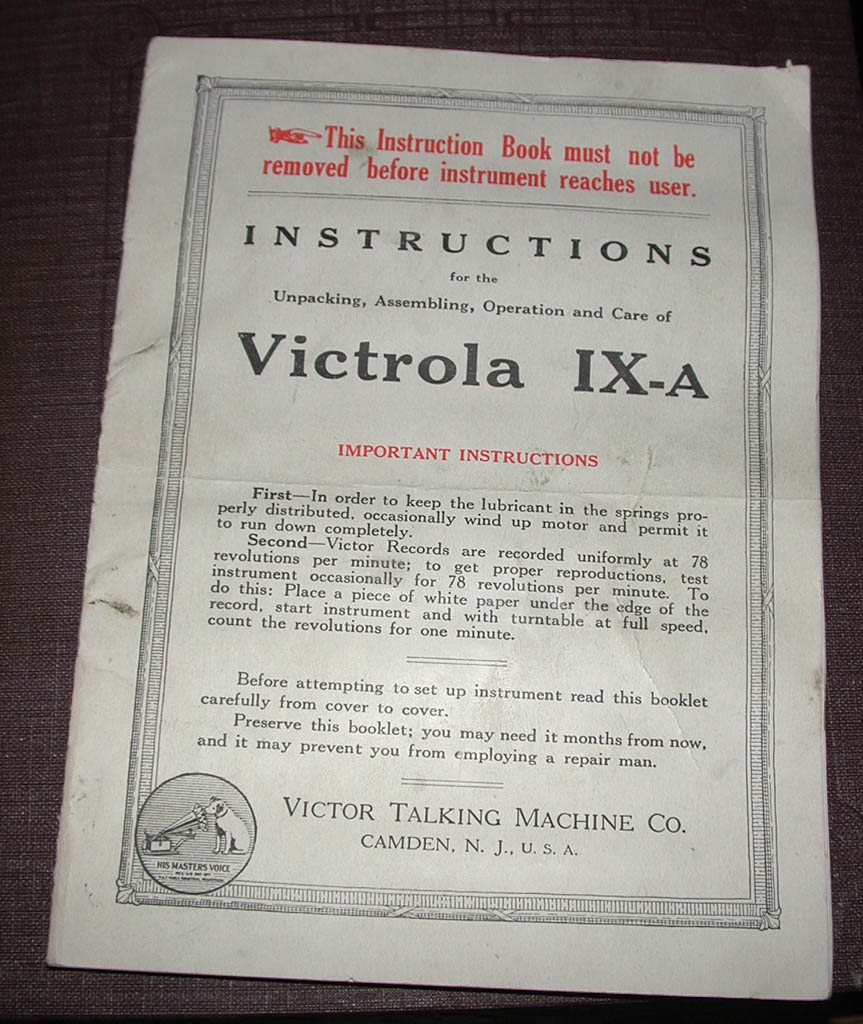 This Instruction Book must not be
removed before instrument reaches user.
INSTRUCTIONS
for the
Unpacking, Assembling, Operation and Care of
Victrola IX-A
IMPORTANT INSTRUCTIONS
First—In order to keep the lubricant in the springs pro-
perly distributed, occasionally wind up motor and permit it
to run down completely.
Second—Victor Records are recorded uniformly at 78
revolutions per minute; to get proper reproductions, test
instrument occasionally for 78 revolutions per minute. To
do this: Place a piece of white paper under the edge of the
record, start instrument and with turntable at full speed,
count the revolutions for one minute.
Before attempting to set up instrument read this booklet
carefully from cover to cover.
Preserve this booklet; you may need it months from now,
and it may prevent you from employing a repair man.
VICTOR TALKING MACHINE CO.
CAMDEN, N. J., U. S. A.
HIS MASTERS VOICE